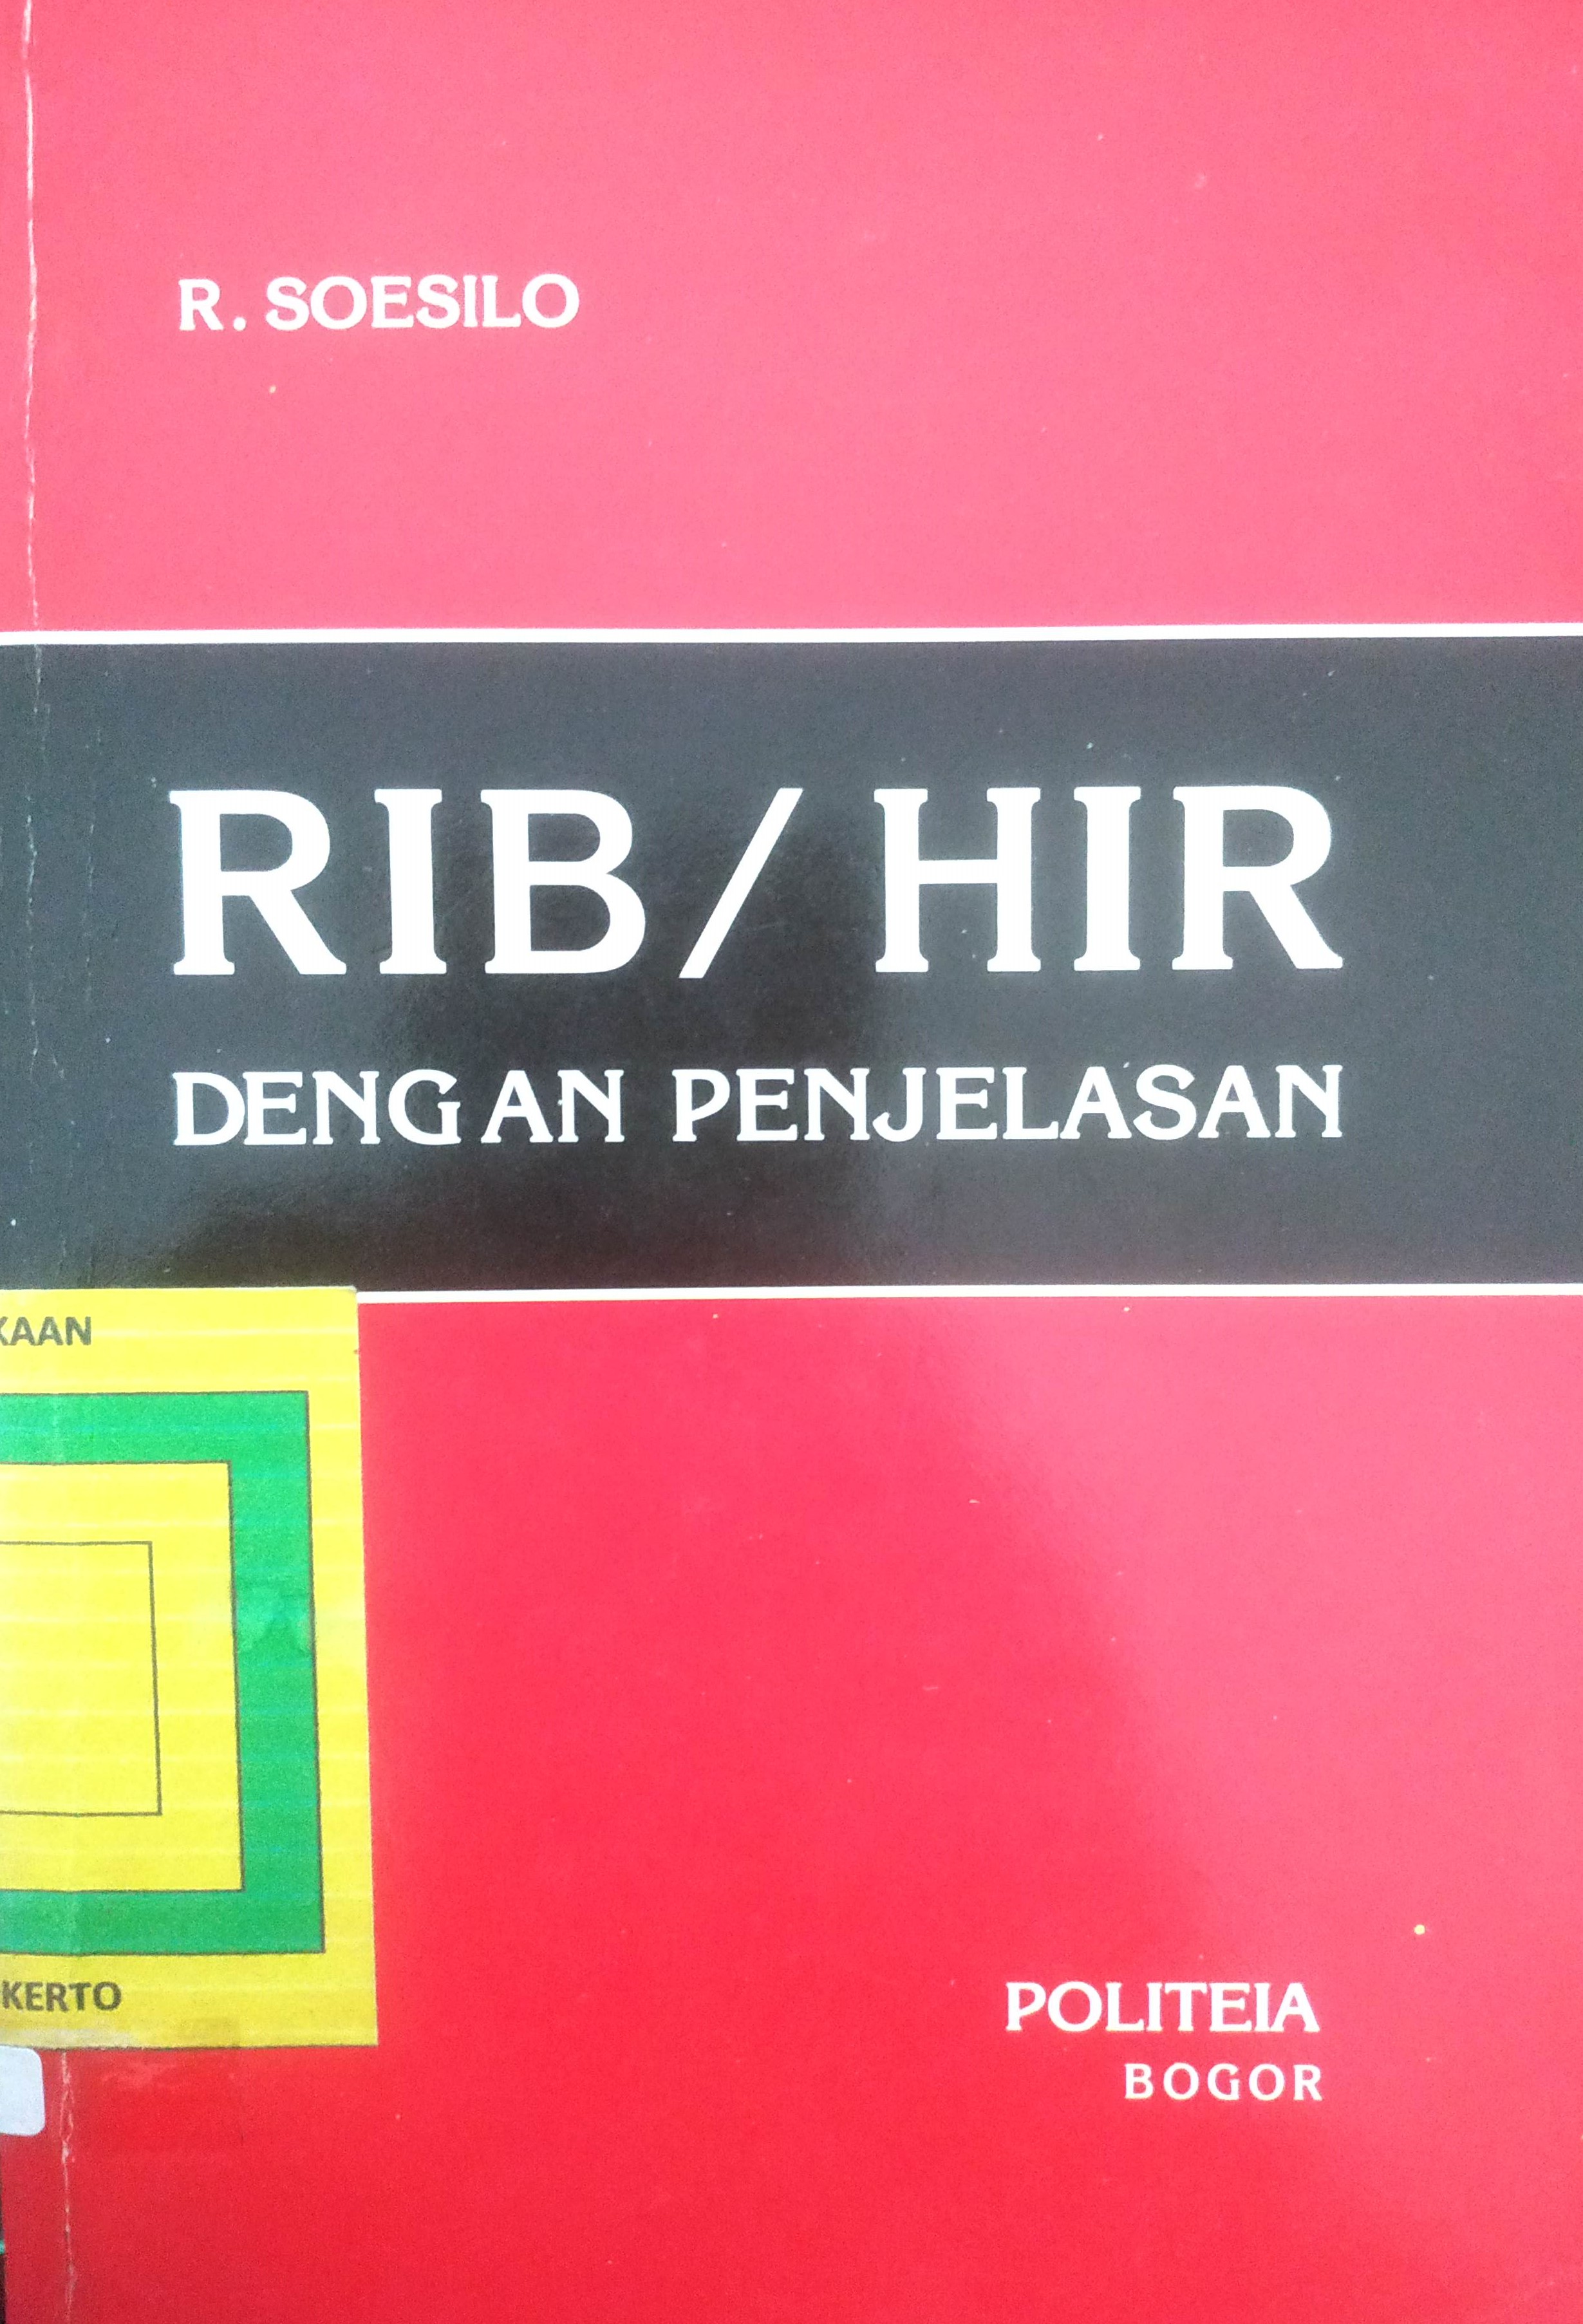 R. SOESILO
RIB/HIR
DENGAN PENJELASAN
KAAN
KERTO
POLITEIA
BOGOR